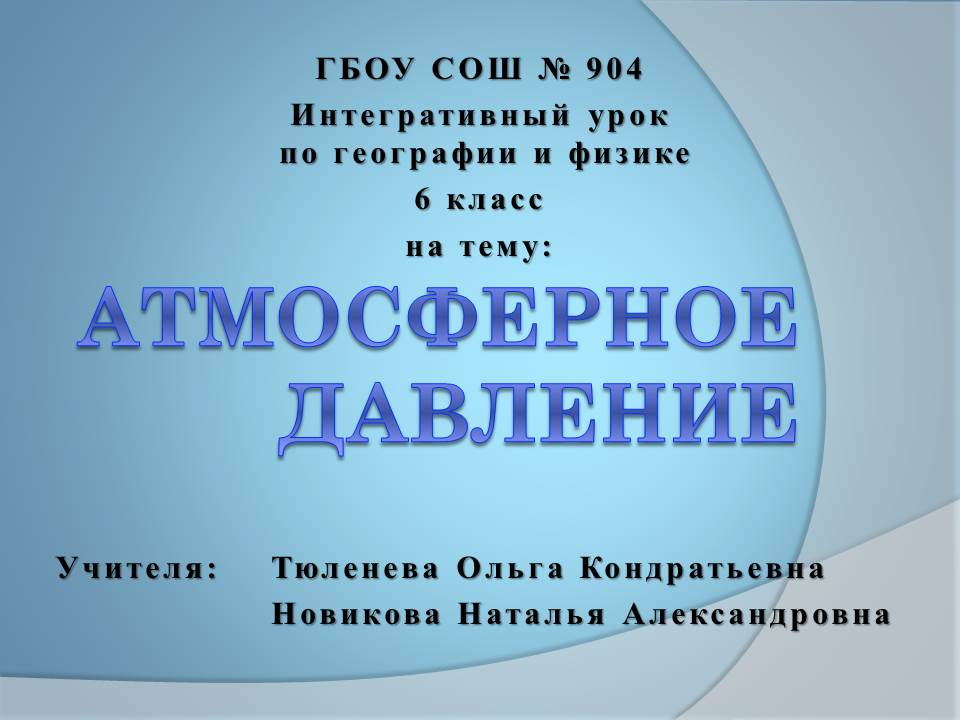 ГБОУ СОШ № 904
Интегративный урок
по географии и физике
6 класс
на тему:
АТМОСФЕРНОЕ
ДАВЛЕНИЕ
Учителя: Тюленева Ольга Кондратьевна
Новикова Наталья Александровна